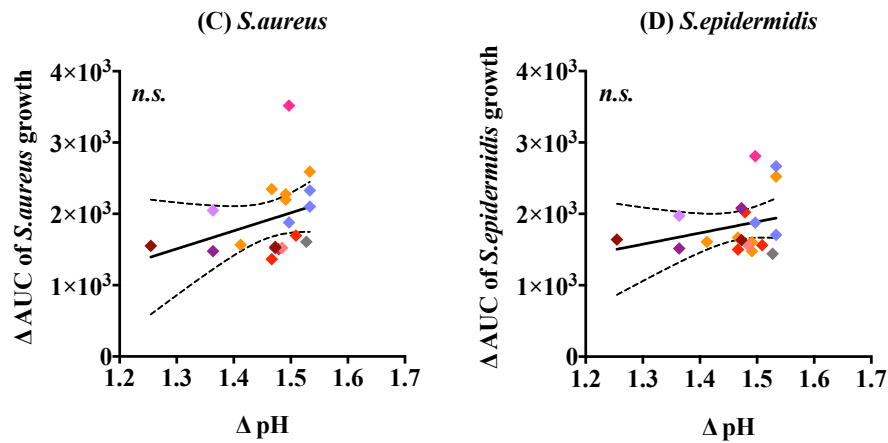 (C) S.aureus
Δ AUC of S.aureus growth
4×10³
3×10³
2×10³
1×10³
0
n.s.
1.2 1.3 1.4 1.5 1.6 1.7
Δ pH
(D) S.epidermidis
Δ AUC of S.epidermidis growth
4×10³
3×10³
2×10³
1×10³
0
n.s.
1.2 1.3 1.4 1.5 1.6 1.7
Δ pH